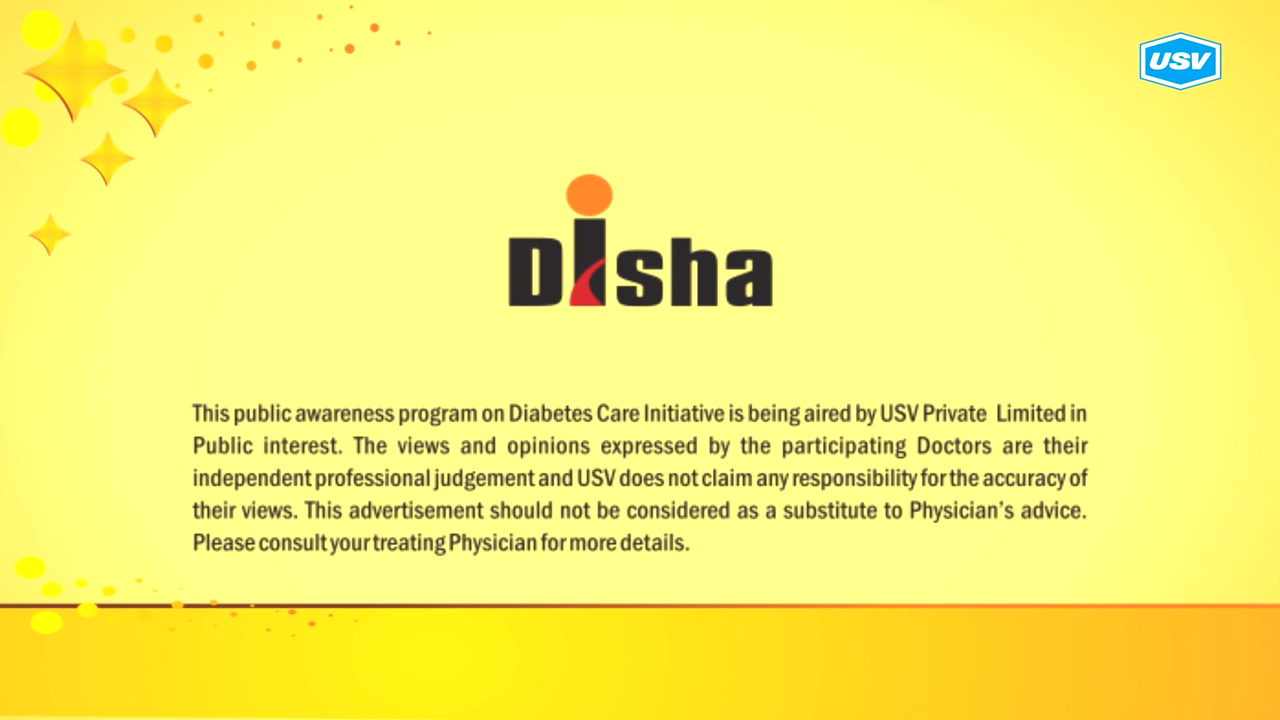 USV
Disha
This public awareness program on Diabetes Care Initiative is being aired by USV Private Limited in
Public interest. The views and opinions expressed by the participating Doctors are their
independent professional judgement and USV does not claim any responsibility for the accuracy of
their views. This advertisement should not be considered as a substitute to Physician's advice.
Please consult your treating Physician for more details.